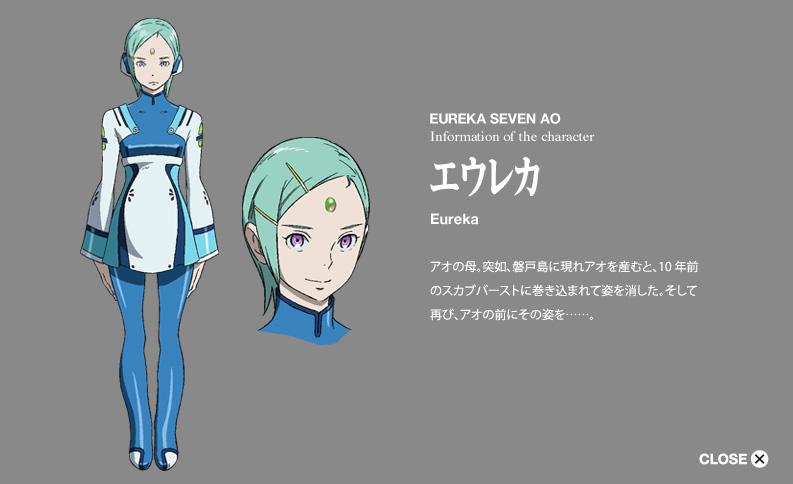 EUREKA SEVEN AO
Information of the character
エウレカ
Eureka
アオの母。突如、磐戸島に現れアオを産むと、10年前
のスカブバーストに巻き込まれて姿を消した。そして
再び、アオの前にその姿を……。
CLOSE